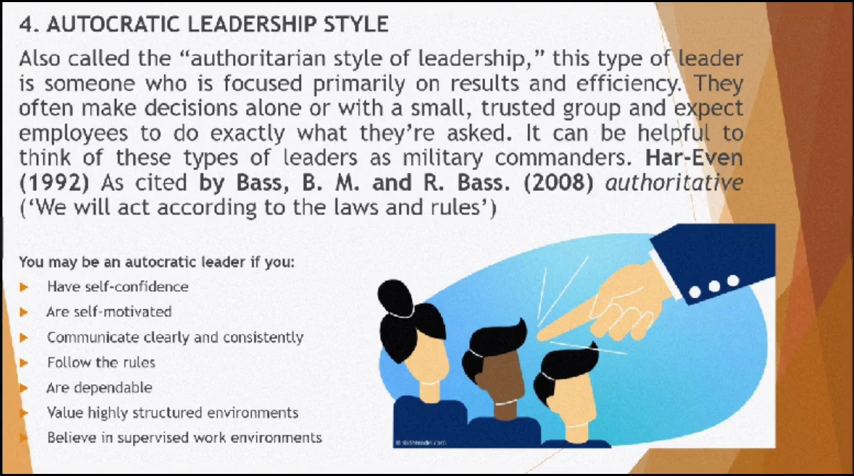 4. AUTOCRATIC LEADERSHIP STYLE
Also called the “authoritarian style of leadership,” this type of leader
is someone who is focused primarily on results and efficiency. They
often make decisions alone or with a small, trusted group and expect
employees to do exactly what they’re asked. It can be helpful to
think of these types of leaders as military commanders. Har-Even
(1992) As cited by Bass, B. M. and R. Bass. (2008) authoritative
(‘We will act according to the laws and rules’)
You may be an autocratic leader if you:
Have self-confidence
Are self-motivated
Communicate clearly and consistently
Follow the rules
Are dependable
Value highly structured environments
Believe in supervised work environments